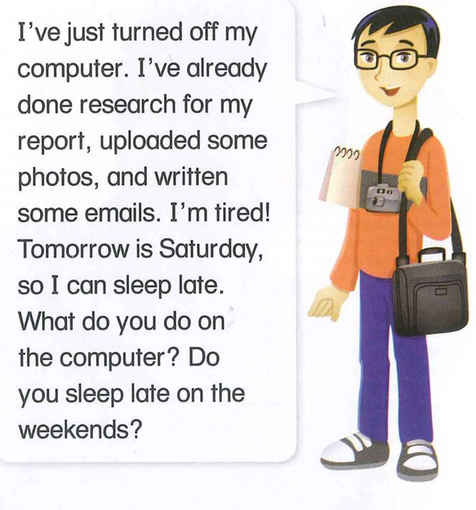 I've just turned off my
computer. I've already
done research for my
report, uploaded some
photos, and written
some emails. I'm tired!
Tomorrow is Saturday,
so I can sleep late.
What do you do on
the computer? Do
you sleep late on the
weekends?